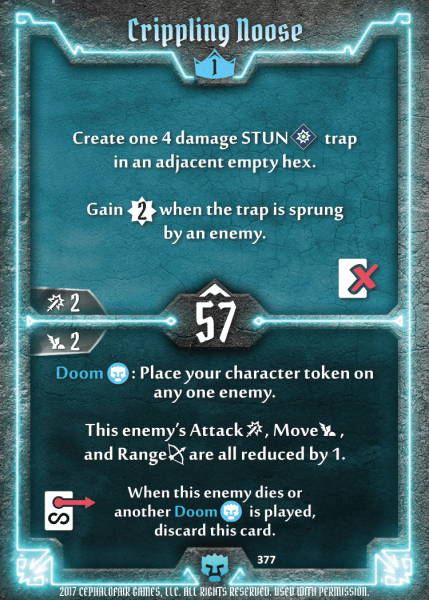 Crippling Noose
1
Create one 4 damage STUN trap
in an adjacent empty hex.
Gain 2 when the trap is sprung
by an enemy.
2
57
2
Doom : Place your character token on
any one enemy.
This enemy's Attack , Move ,
and Range are all reduced by 1.
When this enemy dies or
another Doom is played,
discard this card.
377
2017 CEPHALOFAIR GAMES, LLC. ALL RIGHTS RESERVED. USED WITH PERMISSION.